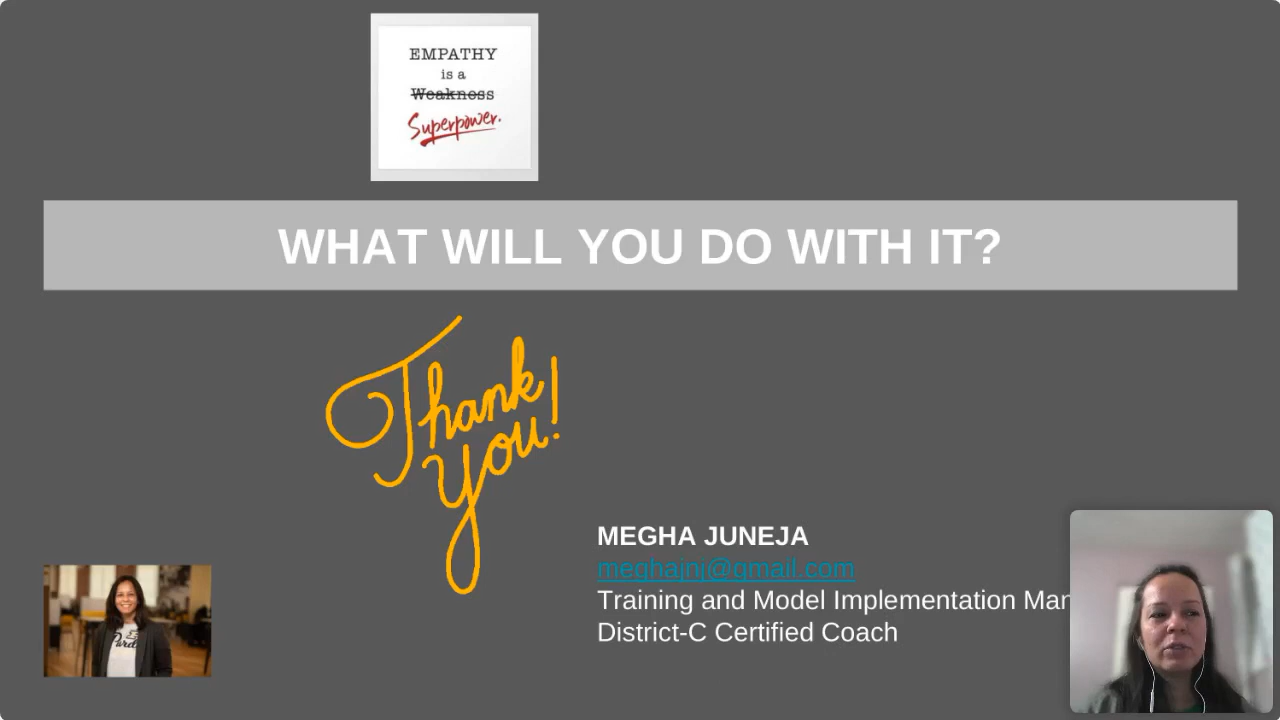 EMPATHY
is a
Weakness
Superpower.
WHAT WILL YOU DO WITH IT?
Thank
You!
MEGHA JUNEJA
meghajnj@gmail.com
Training and Model Implementation
District-C Certified Coach